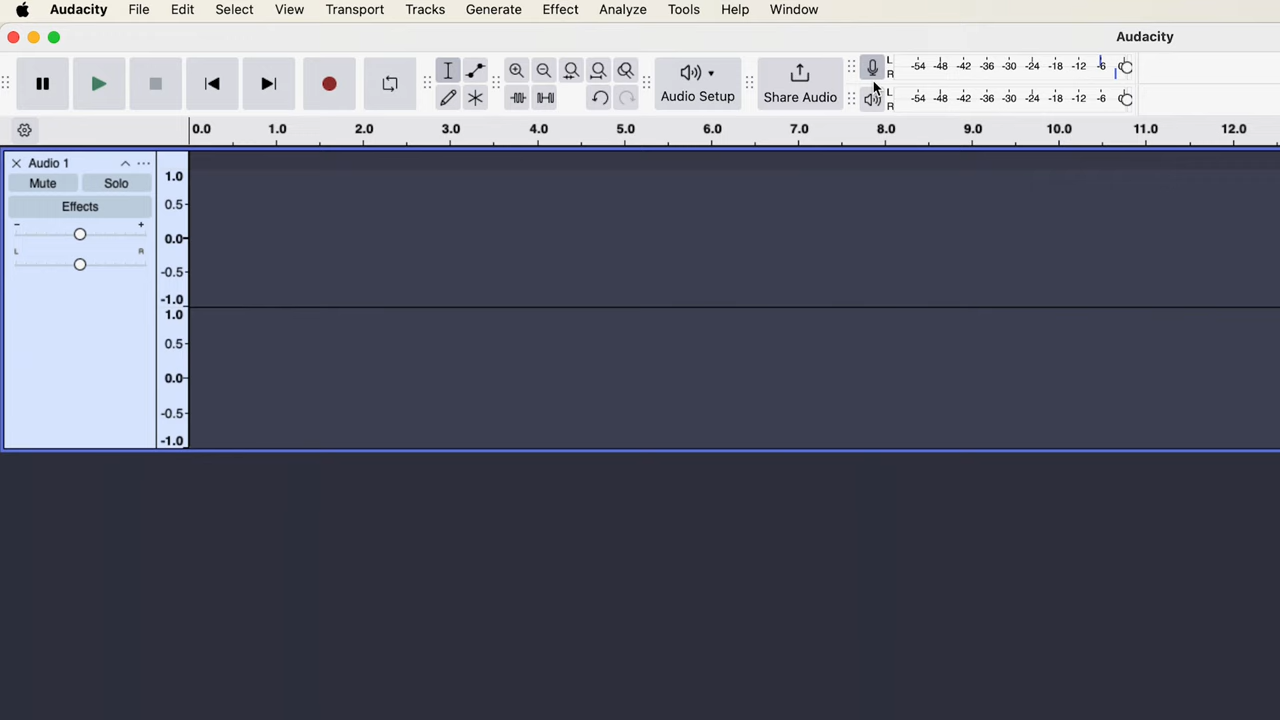 Audacity File Edit Select View Transport Tracks Generate Effect Analyze Tools Help Window
Audacity
Audio Setup
Share Audio
L
R
-54 -48 -42 -36 -30 -24 -18 -12 -6 0
L
R
-54 -48 -42 -36 -30 -24 -18 -12 -6 0
0.0 1.0 2.0 3.0 4.0 5.0 6.0 7.0 8.0 9.0 10.0 11.0 12.0
Audio 1
Mute Solo
Effects
- +
L R
1.0
0.5
0.0
-0.5
-1.0
1.0
0.5
0.0
-0.5
-1.0